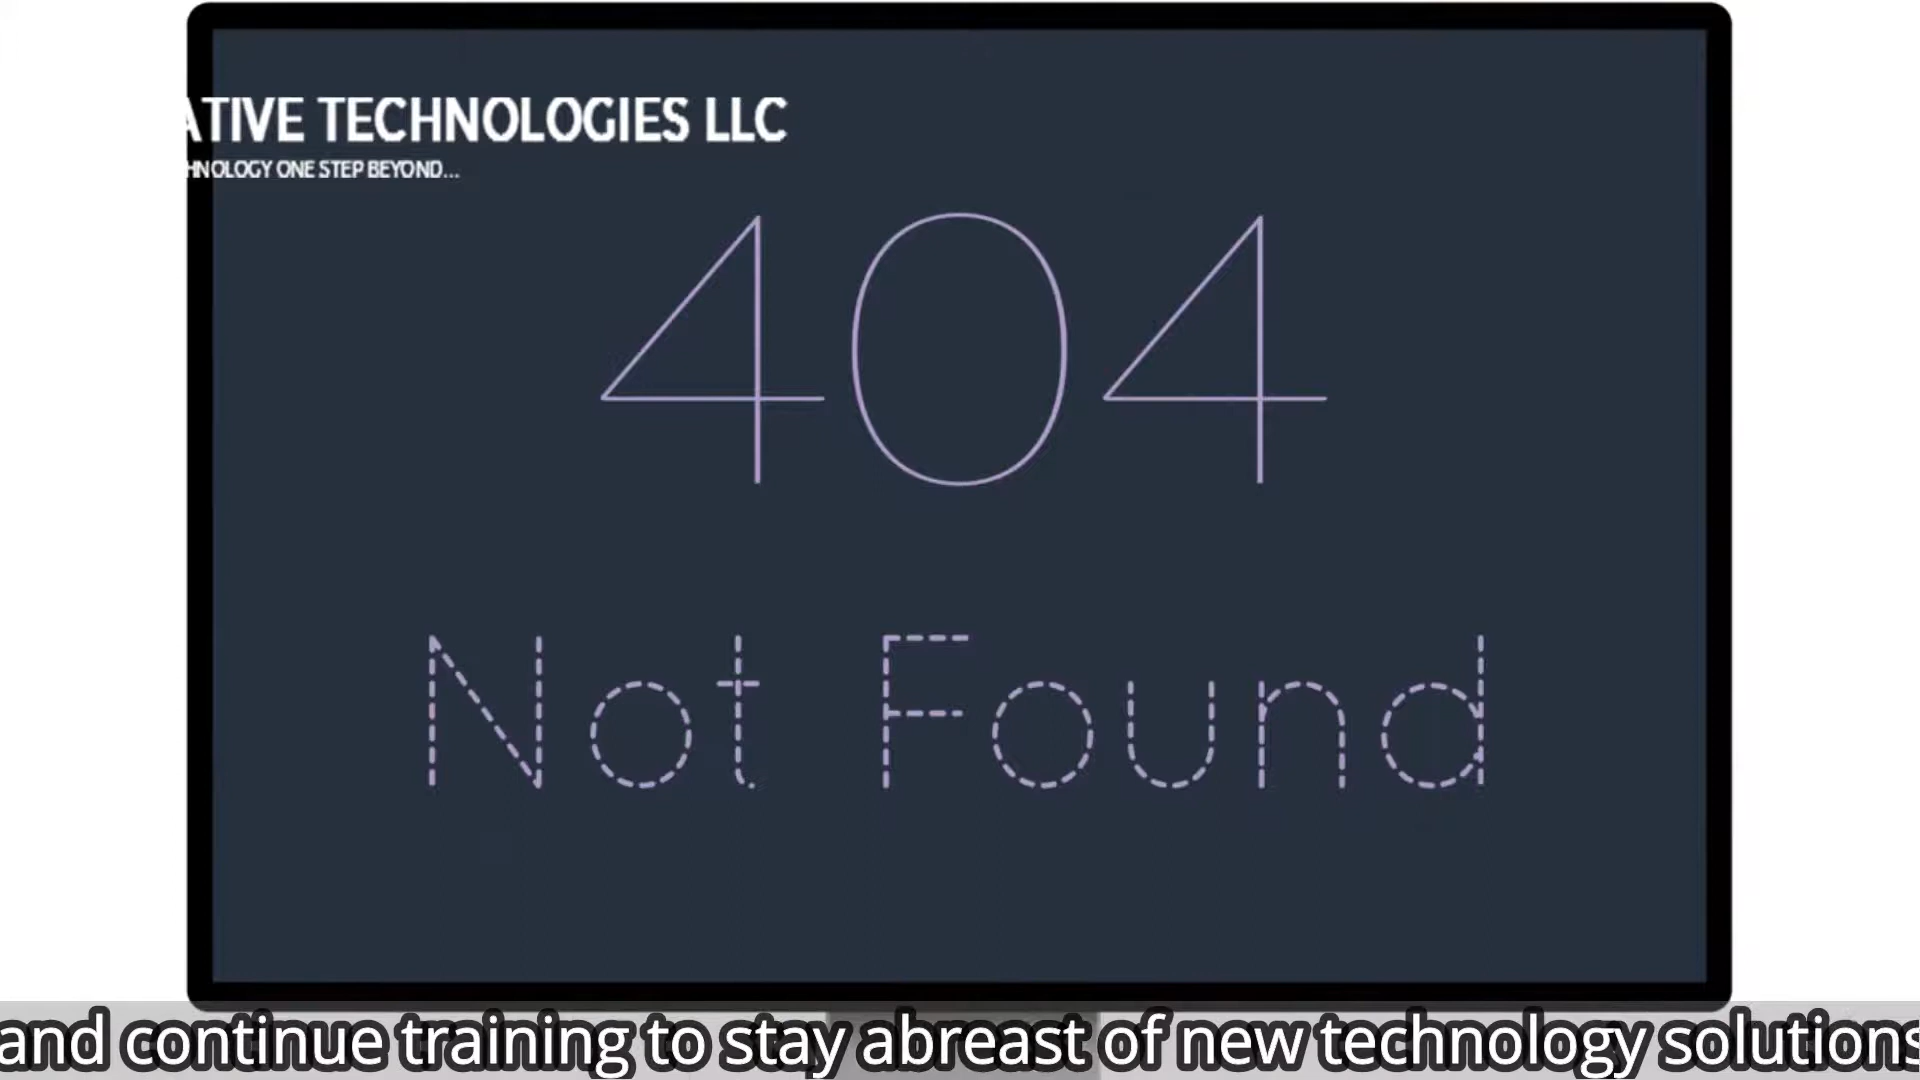 ATIVE TECHNOLOGIES LLC
HNOLOGY ONE STEP BEYOND...
404
Not Found
and continue training to stay abreast of new technology solutions